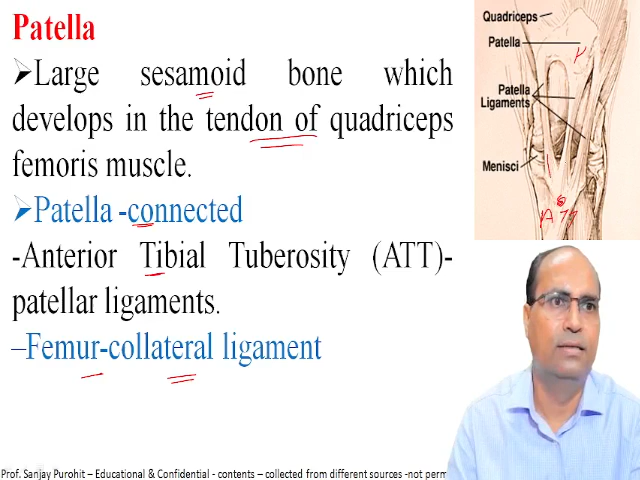 Patella
➢Large sesamoid bone which
develops in the tendon of quadriceps
femoris muscle.
➢Patella -connected
-Anterior Tibial Tuberosity (ATT)-
patellar ligaments.
–Femur-collateral ligament
Quadriceps
Patella
Patella
Ligaments
Menisci
Prof. Sanjay Purohit – Educational & Confidential - contents – collected from different sources -not perm